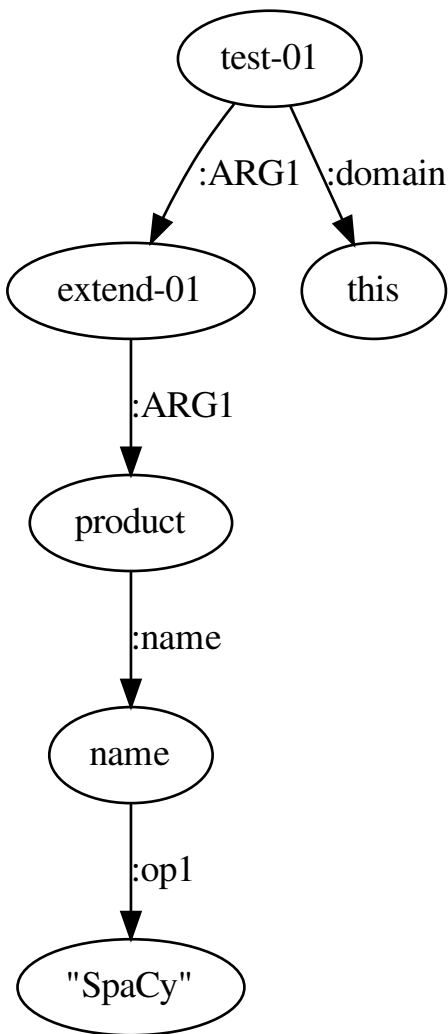 test-01
:ARG1 :domain
extend-01 this
:ARG1
product
:name
name
:op1
"SpaCy"